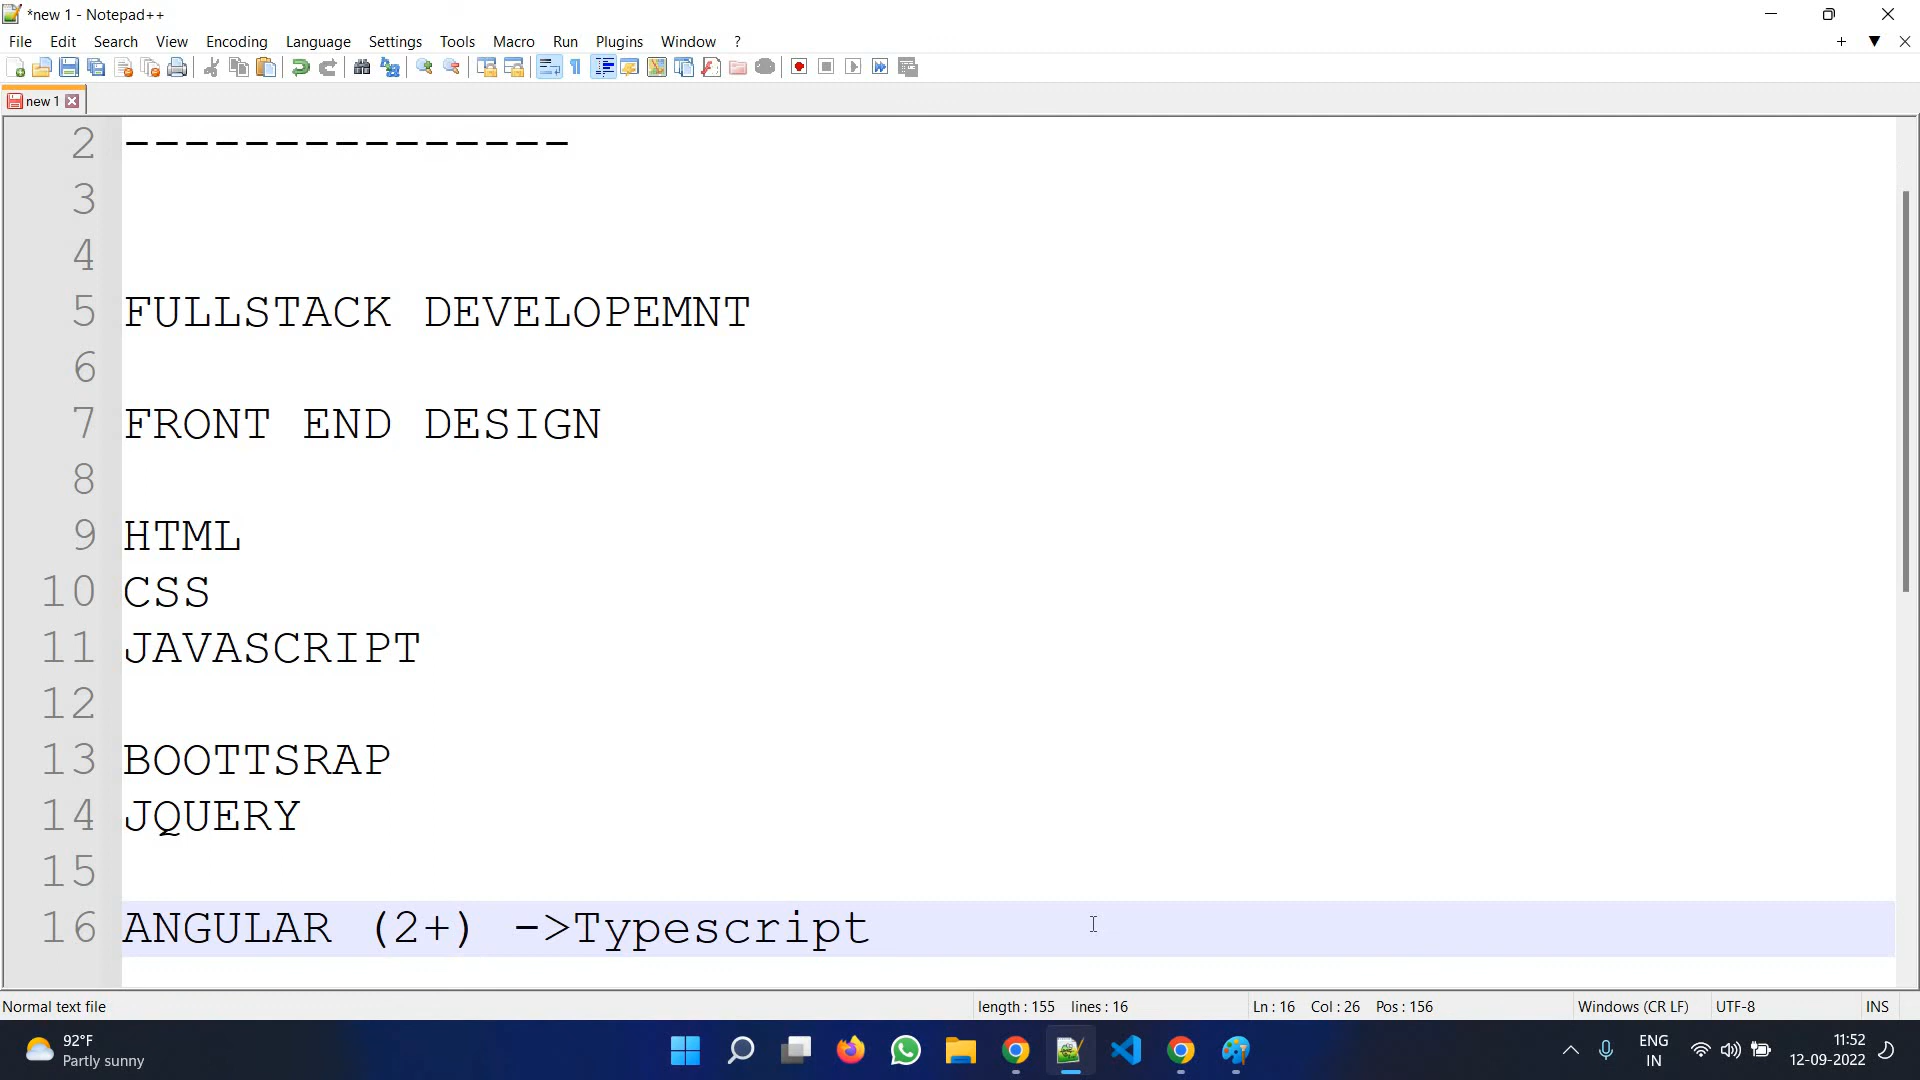 *new 1 - Notepad++
File Edit Search View Encoding Language Settings Tools Macro Run Plugins Window ?
new 1
2 ---------------
3
4
5 FULLSTACK DEVELOPEMNT
6
7 FRONT END DESIGN
8
9 HTML
10 CSS
11 JAVASCRIPT
12
13 BOOTTSRAP
14 JQUERY
15
16 ANGULAR (2+) ->Typescript
Normal text file length : 155 lines : 16 Ln : 16 Col : 26 Pos : 156 Windows (CR LF) UTF-8 INS
92°F
Partly sunny
ENG
IN
11:52
12-09-2022